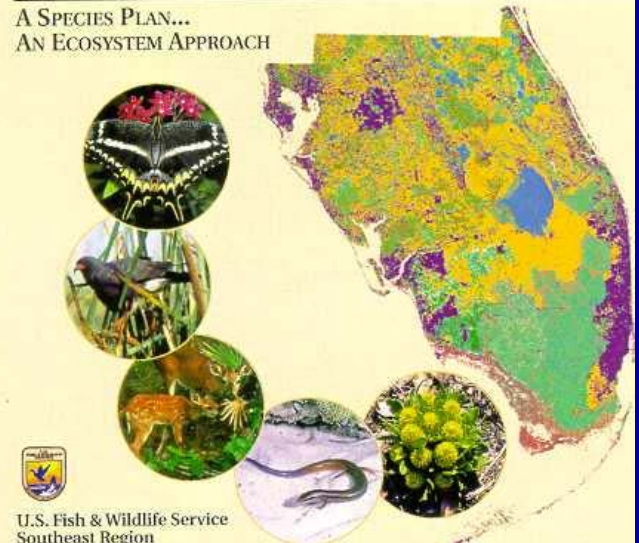 A SPECIES PLAN...
AN ECOSYSTEM APPROACH
U.S. Fish & Wildlife Service
Southeast Region